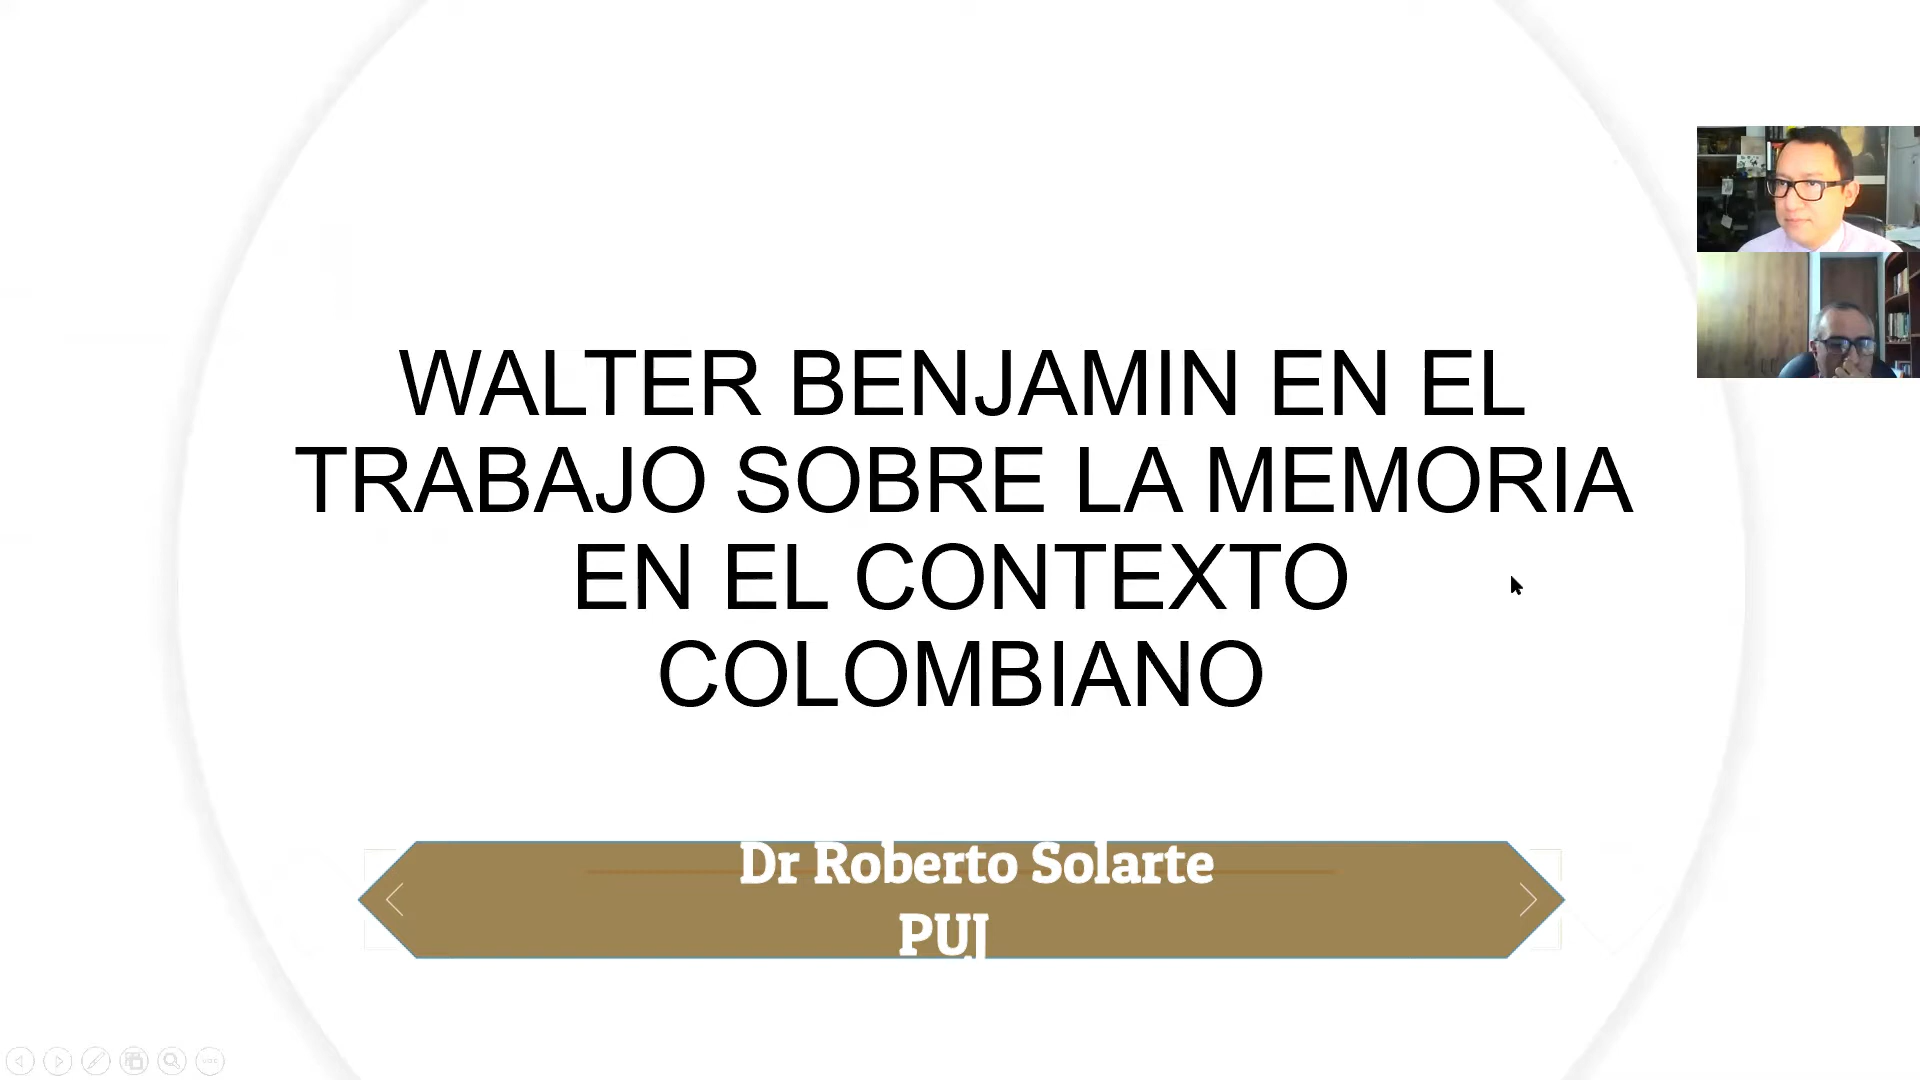 WALTER BENJAMIN EN EL
TRABAJO SOBRE LA MEMORIA
EN EL CONTEXTO
COLOMBIANO
Dr Roberto Solarte
PUJ